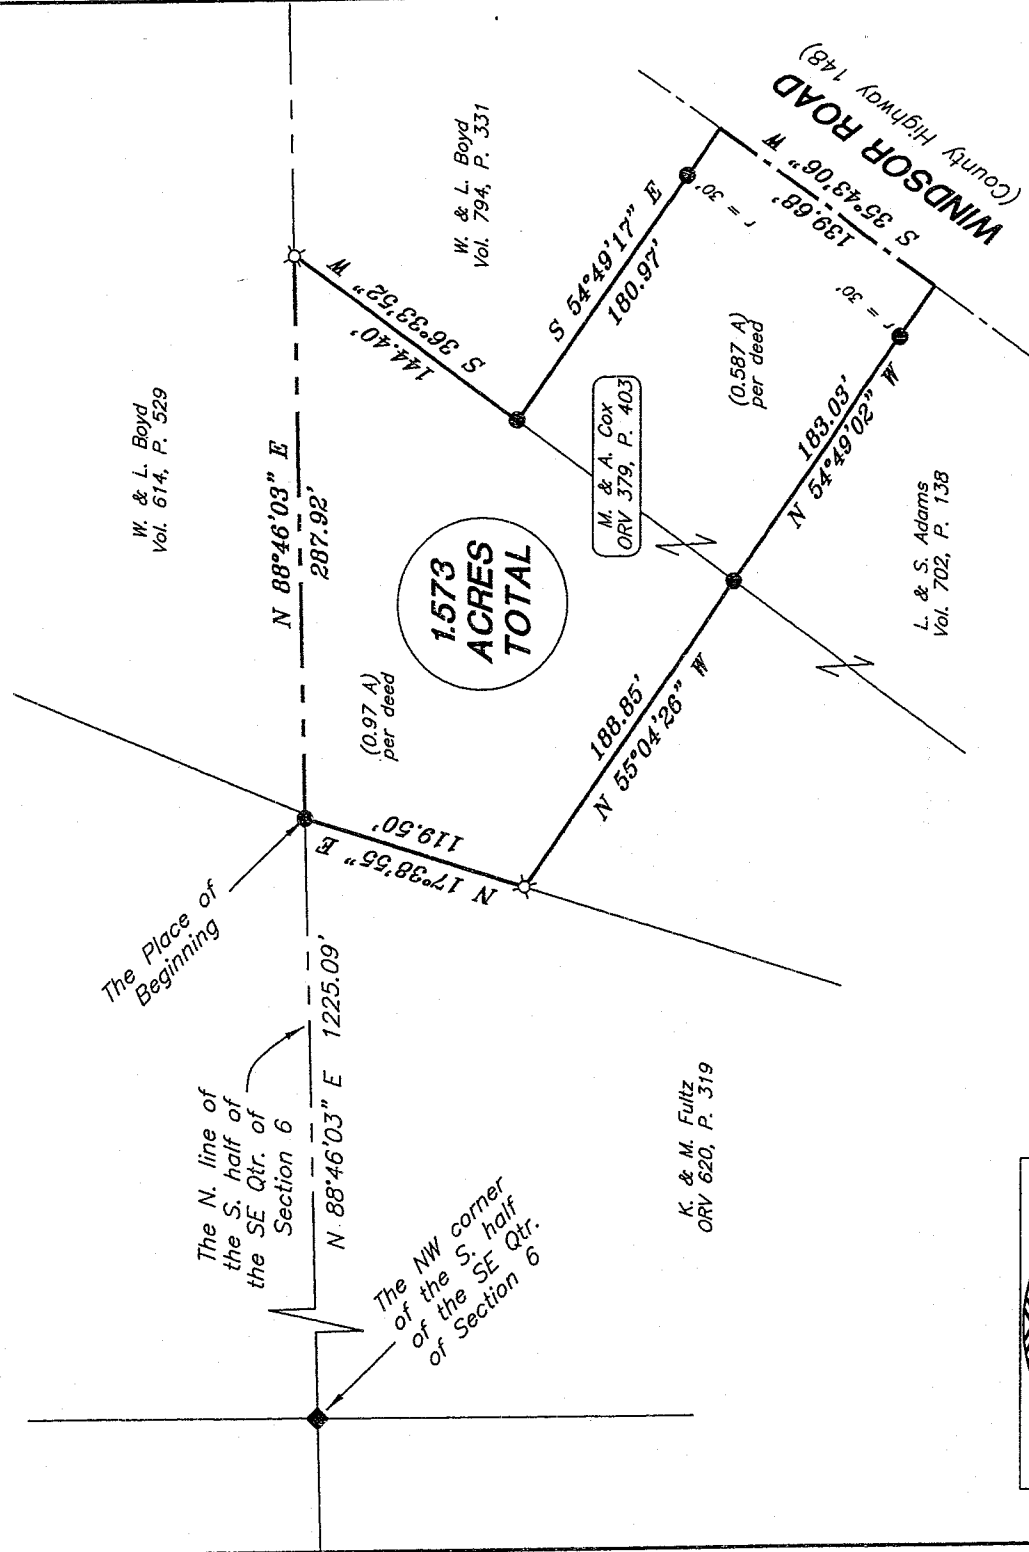 W. & L. Boyd
Vol. 614, P. 529
W. & L. Boyd
Vol. 794, P. 331
The Place of
Beginning
The N. line of
the S. half of
the SE Qtr. of
Section 6
N 88°46'03" E 1225.09'
The NW corner
of the S. half
of the SE Qtr.
of Section 6
N 88°46'03" E
287.92'
S 36°33'52" W
144.40'
S 54°49'17" E
180.97'
r = 30'
WINDSOR ROAD
(County Highway 148)
S 35°43'06" W
139.68'
r = 30'
(0.587 A)
per deed
M. & A. Cox
ORV 379, P. 403
183.03'
N 54°49'02" W
1.573
ACRES
TOTAL
(0.97 A)
per deed
188.85'
N 55°04'26" W
N 17°38'55" E
119.50'
L. & S. Adams
Vol. 702, P. 138
K. & M. Fultz
ORV 620, P. 319